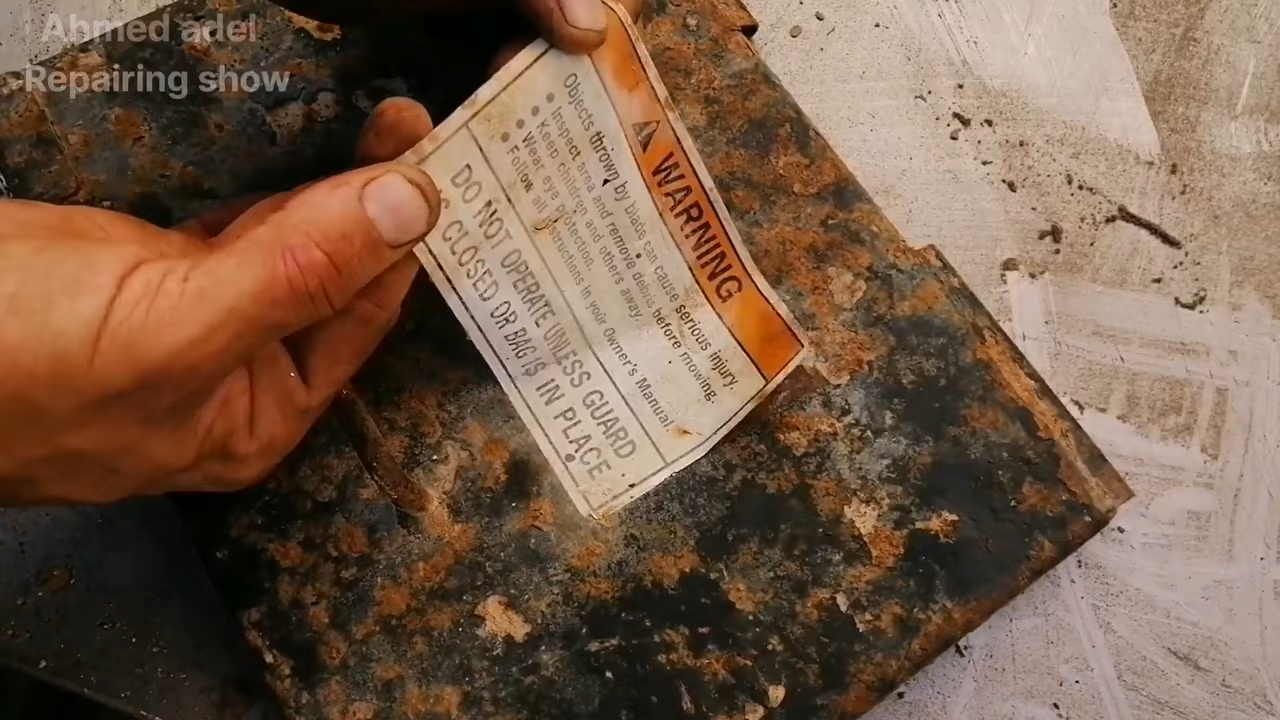 Ahmed adel
Repairing show
WARNING
Objects thrown by blade can cause serious injury.
• Inspect area and remove debris before mowing.
• Keep children and others away
• Wear eye protection.
• Follow all instructions in your Owner's Manual
DO NOT OPERATE UNLESS GUARD
IS CLOSED OR BAG IS IN PLACE